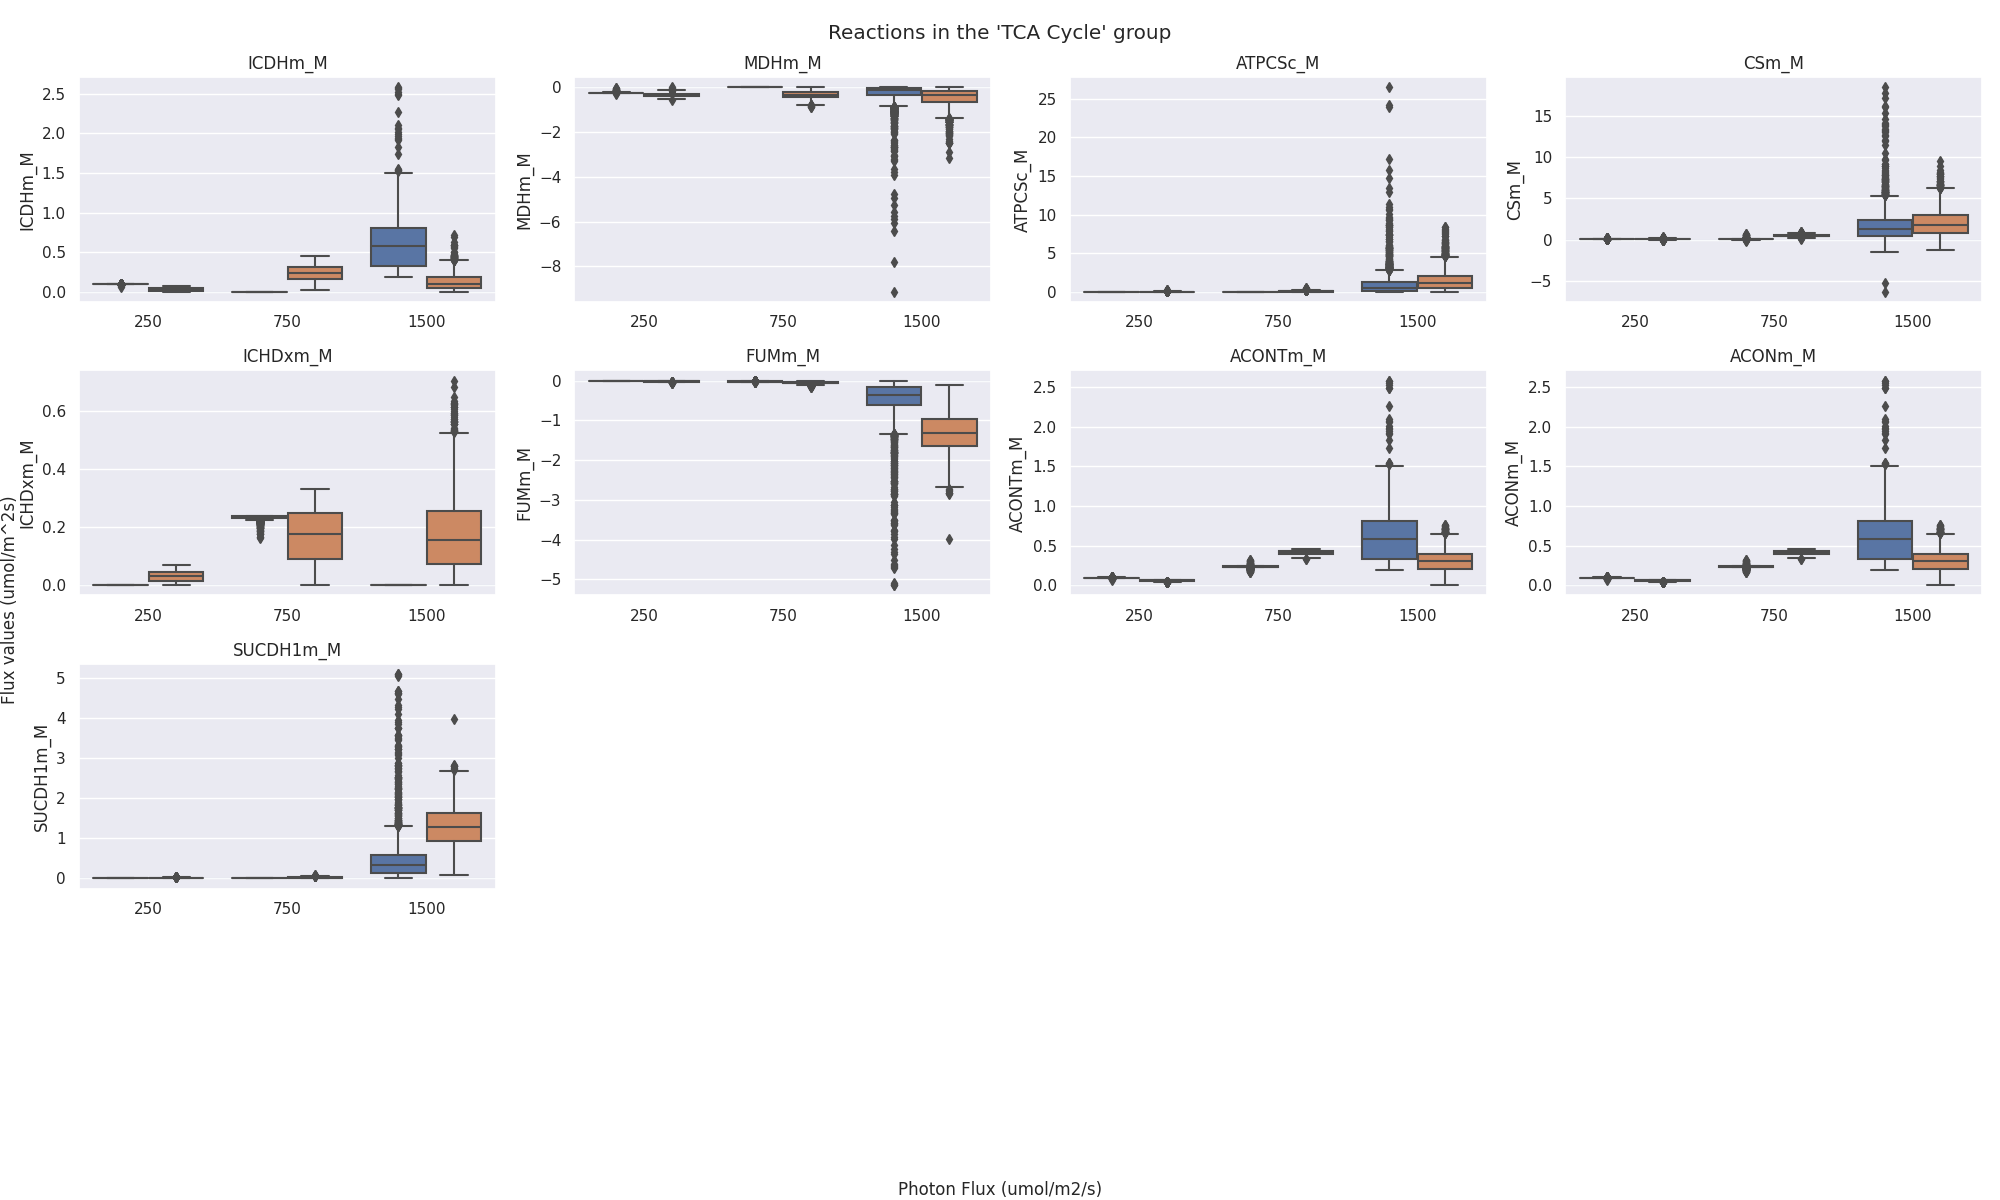 Reactions in the 'TCA Cycle' group
ICDHm_M
ICDHm_M
2.5
2.0
1.5
1.0
0.5
0.0
250 750 1500
MDHm_M
MDHm_M
0
−2
−4
−6
−8
250 750 1500
ATPCSc_M
ATPCSc_M
25
20
15
10
5
0
250 750 1500
CSm_M
CSm_M
15
10
5
0
−5
250 750 1500
ICHDxm_M
ICHDxm_M
0.6
0.4
0.2
0.0
250 750 1500
FUMm_M
FUMm_M
0
−1
−2
−3
−4
−5
250 750 1500
ACONTm_M
ACONTm_M
2.5
2.0
1.5
1.0
0.5
0.0
250 750 1500
ACONm_M
ACONm_M
2.5
2.0
1.5
1.0
0.5
0.0
250 750 1500
SUCDH1m_M
SUCDH1m_M
5
4
3
2
1
0
250 750 1500
Flux values (umol/m^2s)
Photon Flux (umol/m2/s)